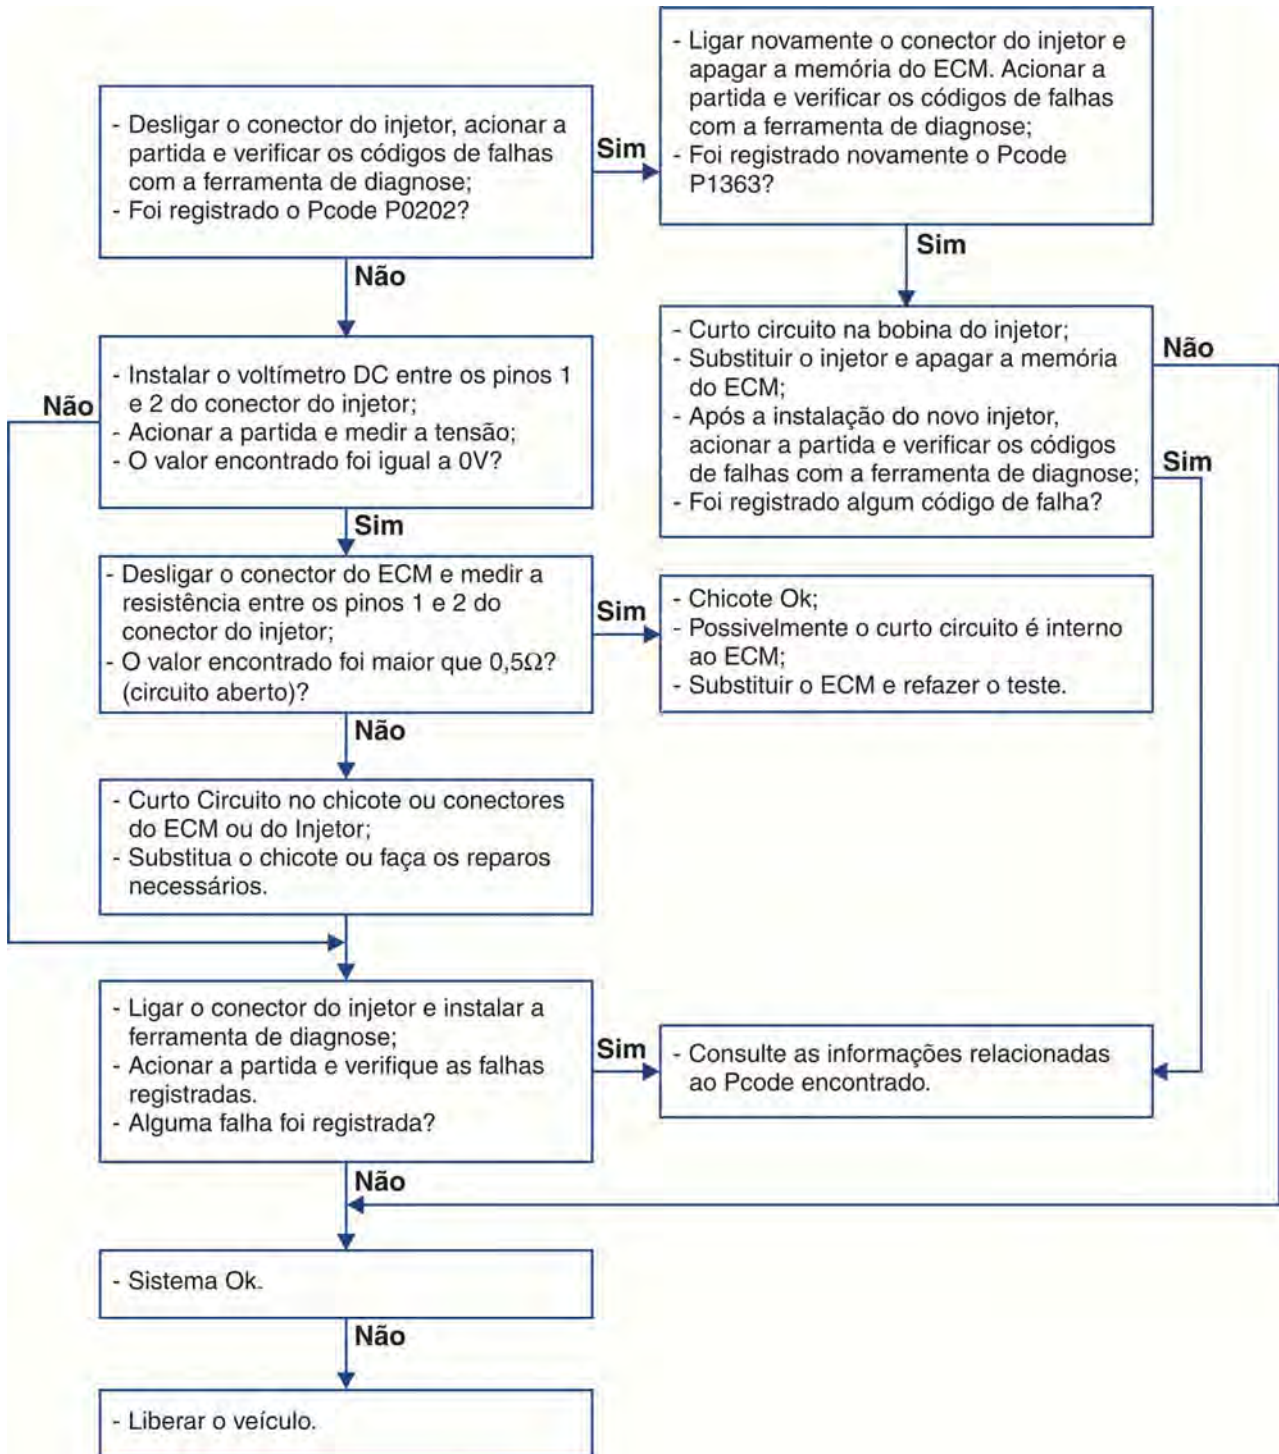 - Desligar o conector do injetor, acionar a
partida e verificar os códigos de falhas
com a ferramenta de diagnose;
- Foi registrado o Pcode P0202?
Sim
- Ligar novamente o conector do injetor e
apagar a memória do ECM. Acionar a
partida e verificar os códigos de falhas
com a ferramenta de diagnose;
- Foi registrado novamente o Pcode
P1363?
Não
Sim
- Instalar o voltímetro DC entre os pinos 1
e 2 do conector do injetor;
- Acionar a partida e medir a tensão;
- O valor encontrado foi igual a 0V?
Não
- Curto circuito na bobina do injetor;
- Substituir o injetor e apagar a memória
do ECM;
- Após a instalação do novo injetor,
acionar a partida e verificar os códigos
de falhas com a ferramenta de diagnose;
- Foi registrado algum código de falha?
Não
Sim
Sim
- Desligar o conector do ECM e medir a
resistência entre os pinos 1 e 2 do
conector do injetor;
- O valor encontrado foi maior que 0,5Ω?
(circuito aberto)?
Sim
- Chicote Ok;
- Possivelmente o curto circuito é interno
ao ECM;
- Substituir o ECM e refazer o teste.
Não
- Curto Circuito no chicote ou conectores
do ECM ou do Injetor;
- Substitua o chicote ou faça os reparos
necessários.
- Ligar o conector do injetor e instalar a
ferramenta de diagnose;
- Acionar a partida e verifique as falhas
registradas.
- Alguma falha foi registrada?
Sim
- Consulte as informações relacionadas
ao Pcode encontrado.
Não
- Sistema Ok.
Não
- Liberar o veículo.